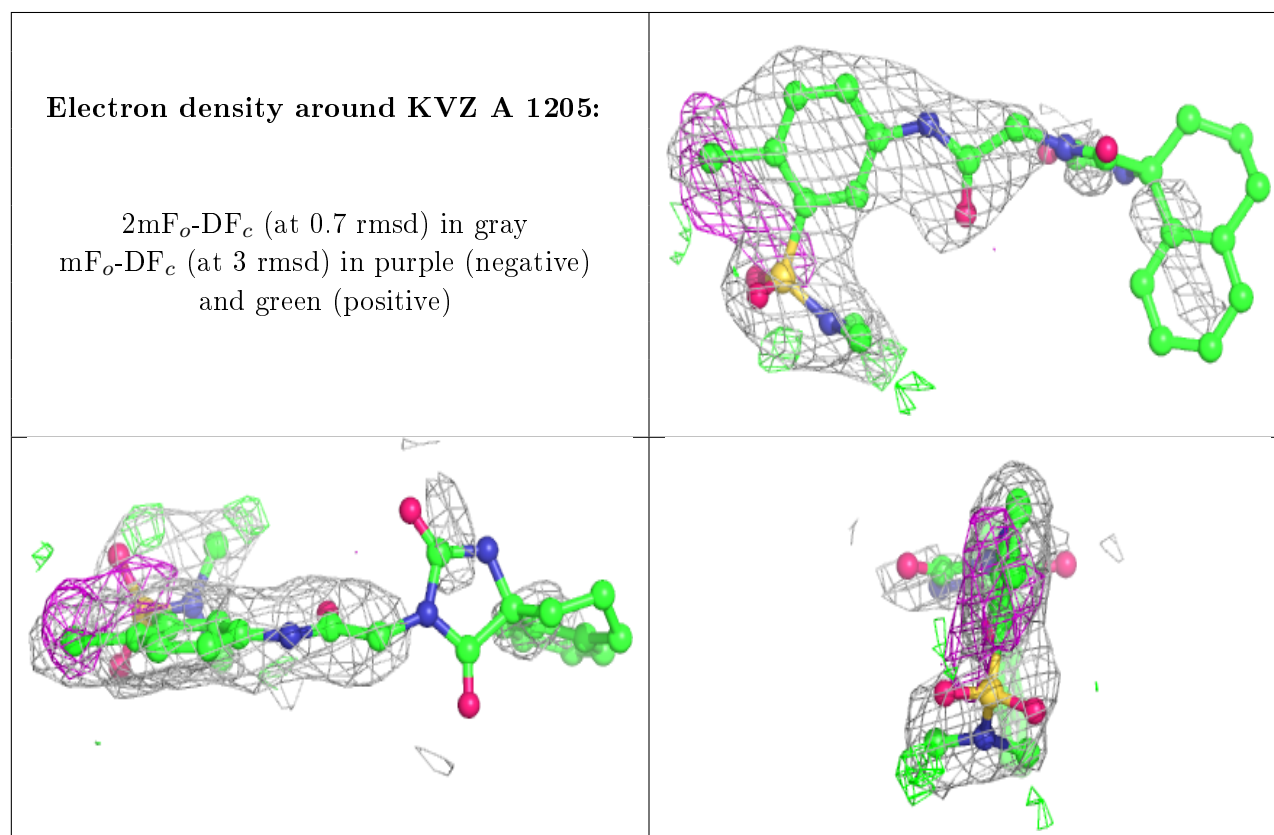 Electron density around KVZ A 1205:
2mFo-DFc (at 0.7 rmsd) in gray
mFo-DFc (at 3 rmsd) in purple (negative)
and green (positive)